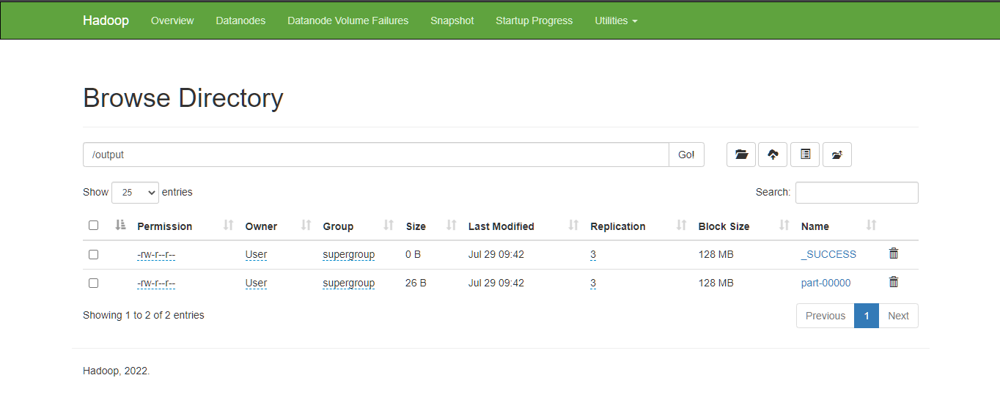 Hadoop Overview Datanodes Datanode Volume Failures Snapshot Startup Progress Utilities
Browse Directory
/output Go!
Show 25 entries Search:
Permission Owner Group Size Last Modified Replication Block Size Name
-rw-r--r-- User supergroup 0 B Jul 29 09:42 3 128 MB _SUCCESS
-rw-r--r-- User supergroup 26 B Jul 29 09:42 3 128 MB part-00000
Showing 1 to 2 of 2 entries Previous 1 Next
Hadoop, 2022.